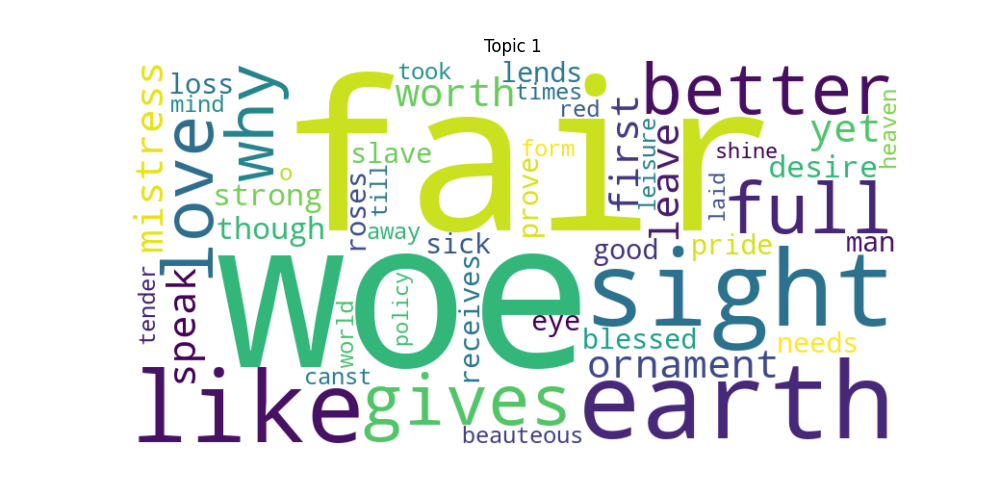 Topic 1
mistress
loss
mind
love
why
fair
took
worth
lends
times
red
better
yet
heaven
first
leisure
leave
shine
laid
desire
full
o
slave
strong
though
roses
till
away
form
prove
sick
good
pride
man
woe
sight
tender
speak
world
policy
receives
eye
blessed
needs
ornament
canst
like
gives
earth
beauteous